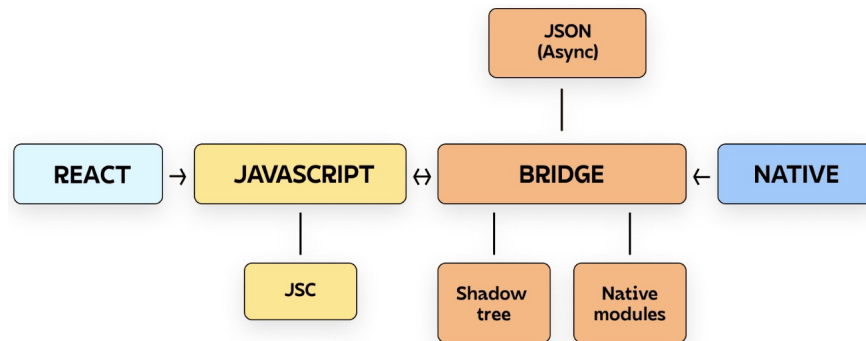 JSON
(Async)
REACT
JAVASCRIPT
BRIDGE
NATIVE
JSC
Shadow
tree
Native
modules